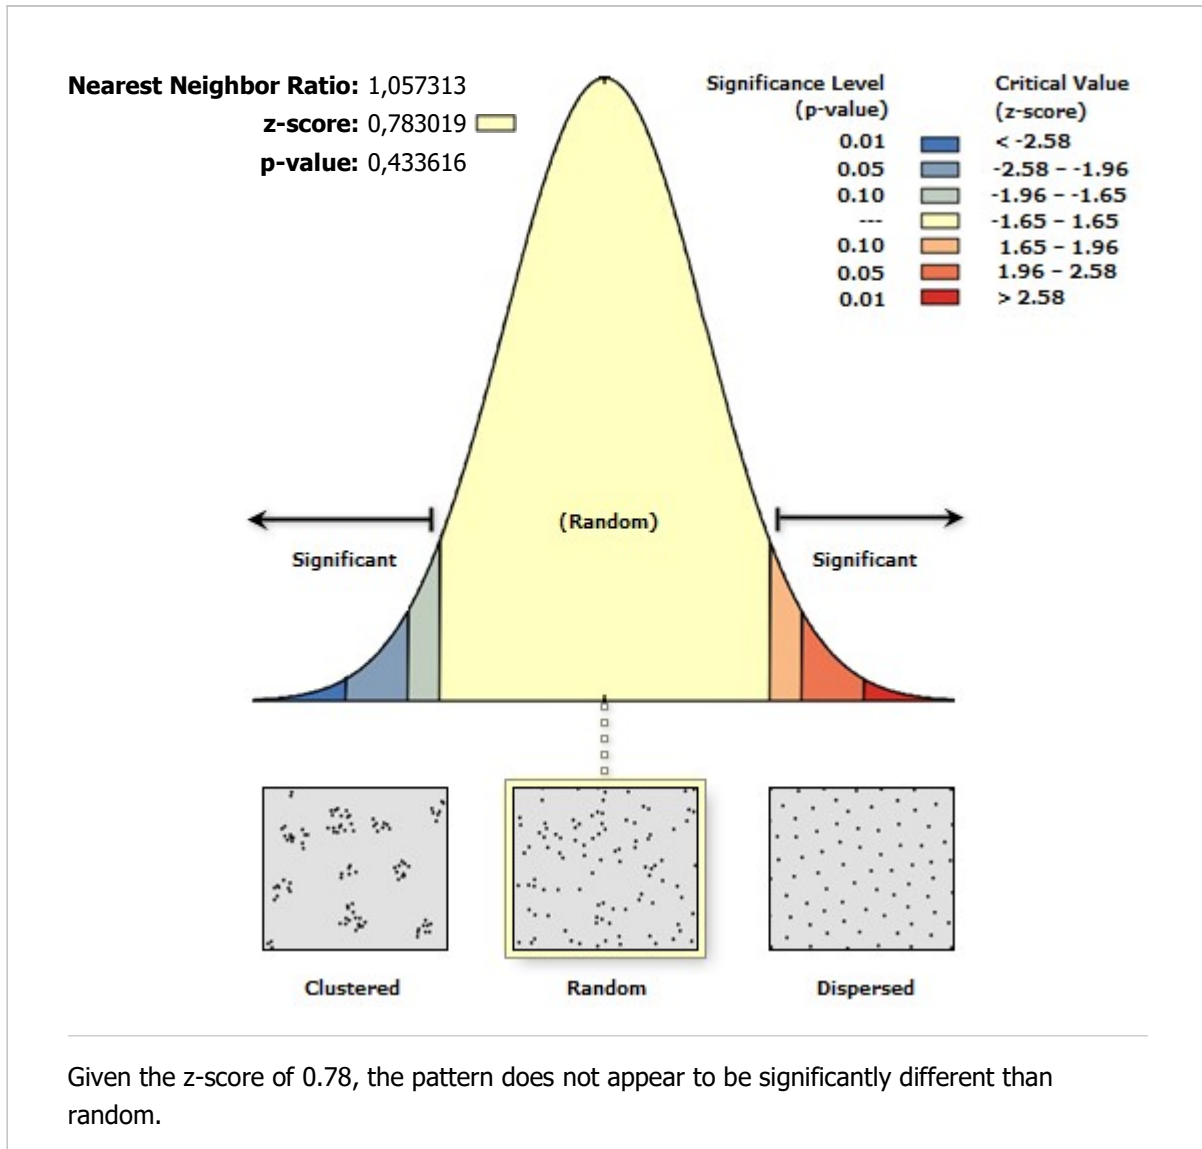 Nearest Neighbor Ratio: 1,057313
z-score: 0,783019
p-value: 0,433616
Significance Level Critical Value
(p-value) (z-score)
0.01 < -2.58
0.05 -2.58 – -1.96
0.10 -1.96 – -1.65
--- -1.65 – 1.65
0.10 1.65 – 1.96
0.05 1.96 – 2.58
0.01 > 2.58
(Random)
Significant Significant
Clustered Random Dispersed
Given the z-score of 0.78, the pattern does not appear to be significantly different than
random.